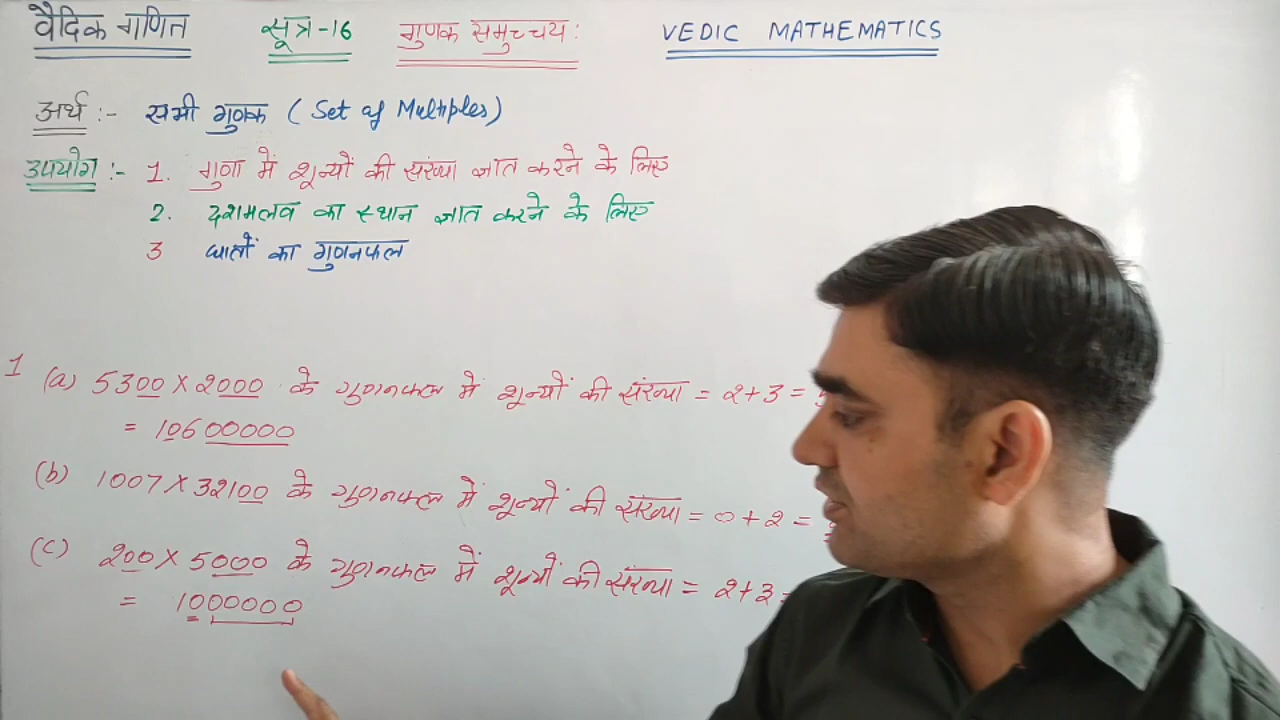 वैदिक गणित सूत्र-16 गुणक समुच्चय: VEDIC MATHEMATICS
अर्थ :- सभी गुणक ( Set of Multiples)
उपयोग :- 1. गुणा में शून्यों की संख्या ज्ञात करने के लिए
2. दशमलव का स्थान ज्ञात करने के लिए
3 घातों का गुणनफल
1 (a) 5300 × 2000 के गुणनफल में शून्यों की संख्या = 2+3 =
= 10600000
(b) 1007 × 32100 के गुणनफल में शून्यों की संख्या = 0+2 =
(c) 200 × 5000 के गुणनफल में शून्यों की संख्या = 2+3 =
= 1000000